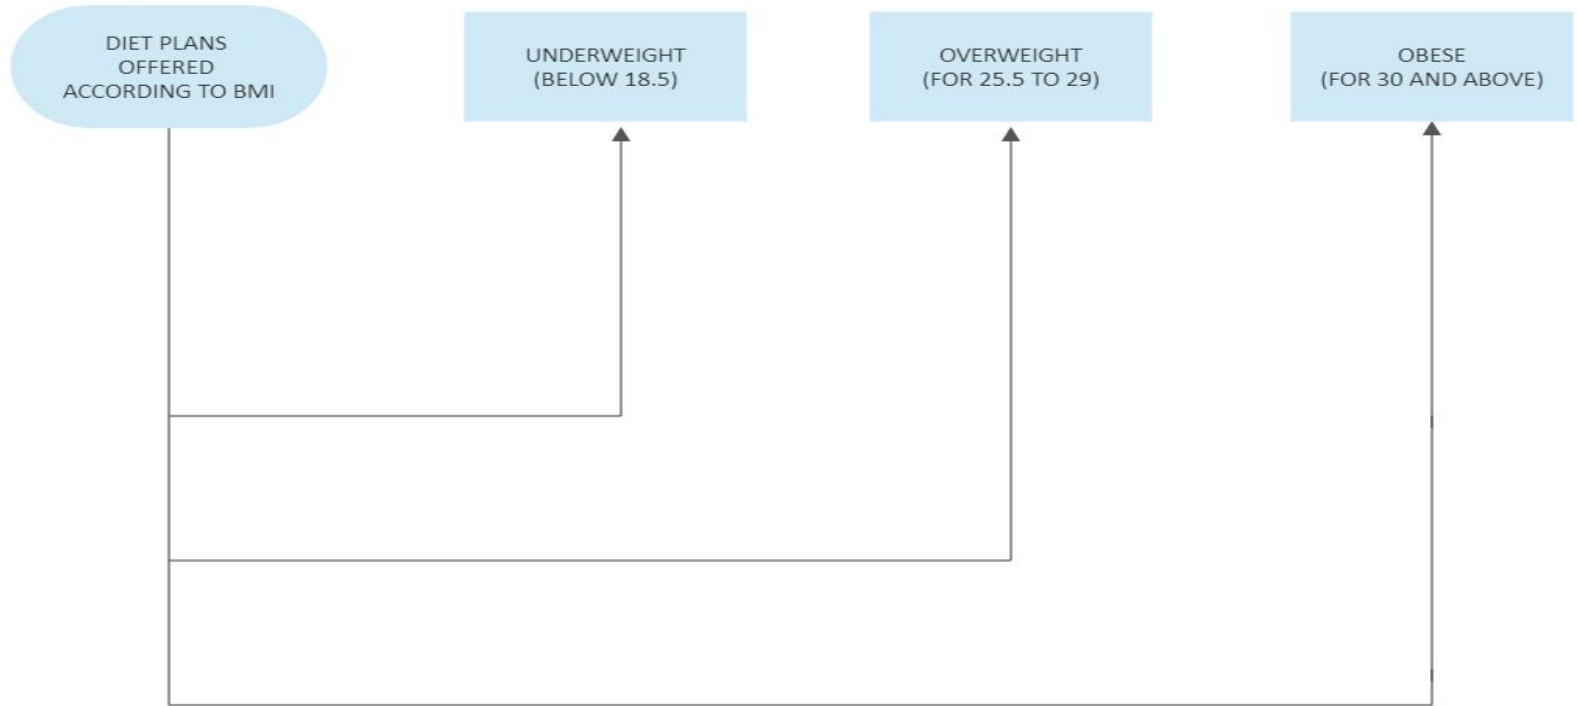 DIET PLANS
OFFERED
ACCORDING TO BMI
UNDERWEIGHT
(BELOW 18.5)
OVERWEIGHT
(FOR 25.5 TO 29)
OBESE
(FOR 30 AND ABOVE)